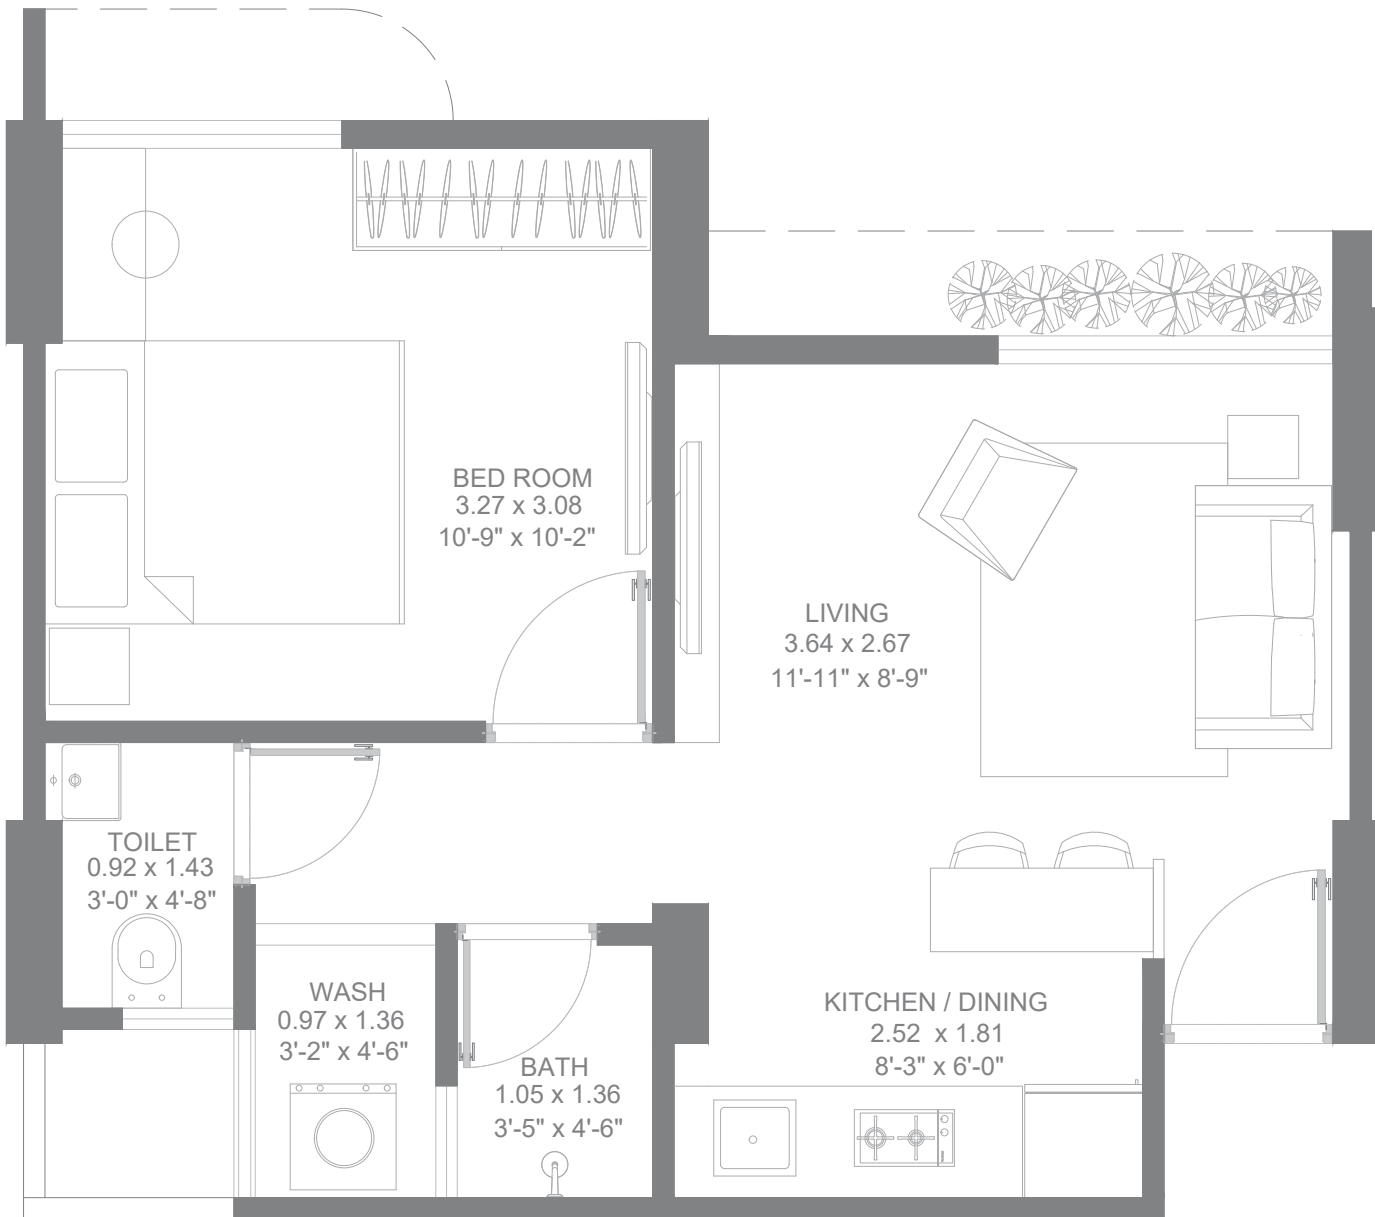 BED ROOM
3.27 x 3.08
10'-9" x 10'-2"
LIVING
3.64 x 2.67
11'-11" x 8'-9"
TOILET
0.92 x 1.43
3'-0" x 4'-8"
WASH
0.97 x 1.36
3'-2" x 4'-6"
BATH
1.05 x 1.36
3'-5" x 4'-6"
KITCHEN / DINING
2.52 x 1.81
8'-3" x 6'-0"